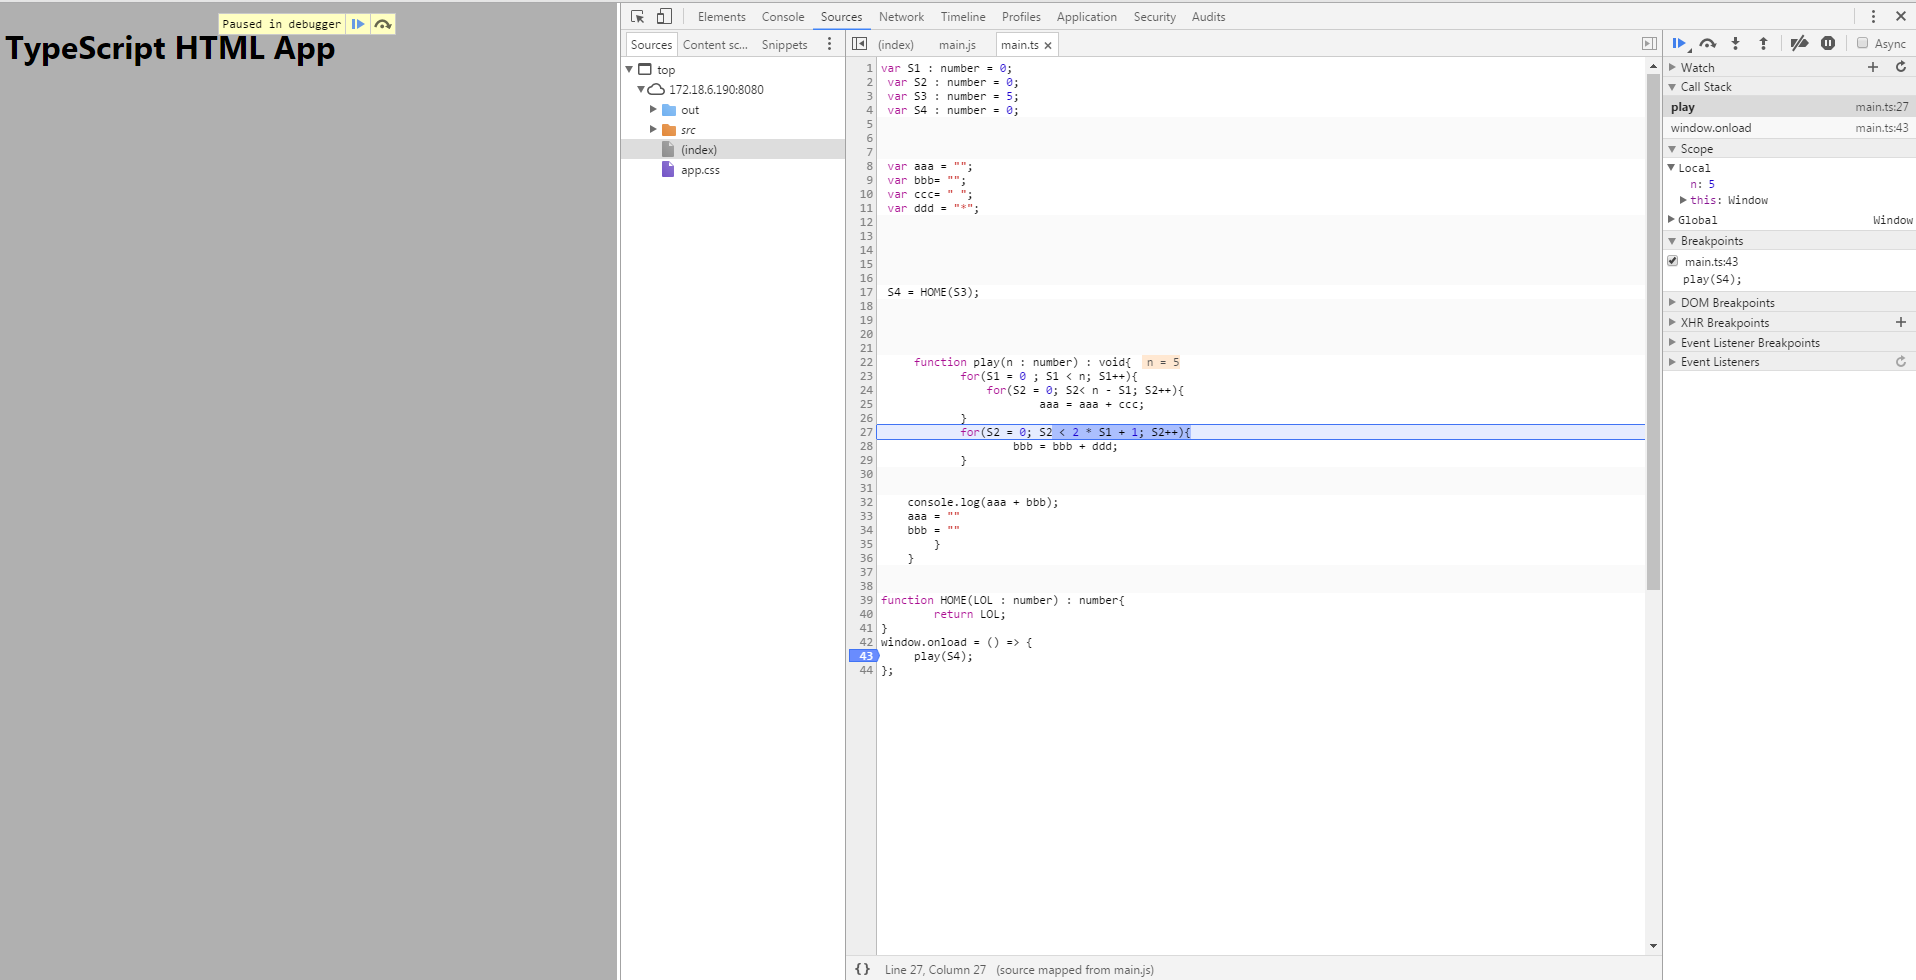 Paused in debugger
TypeScript HTML App
Elements Console Sources Network Timeline Profiles Application Security Audits
Sources Content sc... Snippets
(index) main.js main.ts ×
Async
top
172.18.6.190:8080
out
src
(index)
app.css
1 var S1 : number = 0;
2 var S2 : number = 0;
3 var S3 : number = 5;
4 var S4 : number = 0;
5
6
7
8 var aaa = "";
9 var bbb= "";
10 var ccc= " ";
11 var ddd = "*";
12
13
14
15
16
17 S4 = HOME(S3);
18
19
20
21
22 function play(n : number) : void{ n = 5
23 for(S1 = 0 ; S1 < n; S1++){
24 for(S2 = 0; S2< n - S1; S2++){
25 aaa = aaa + ccc;
26 }
27 for(S2 = 0; S2 < 2 * S1 + 1; S2++){
28 bbb = bbb + ddd;
29 }
30
31
32 console.log(aaa + bbb);
33 aaa = ""
34 bbb = ""
35 }
36 }
37
38
39 function HOME(LOL : number) : number{
40 return LOL;
41 }
42 window.onload = () => {
43 play(S4);
44 };
{} Line 27, Column 27 (source mapped from main.js)
Watch
Call Stack
play main.ts:27
window.onload main.ts:43
Scope
Local
n: 5
this: Window
Global Window
Breakpoints
main.ts:43
play(S4);
DOM Breakpoints
XHR Breakpoints
Event Listener Breakpoints
Event Listeners